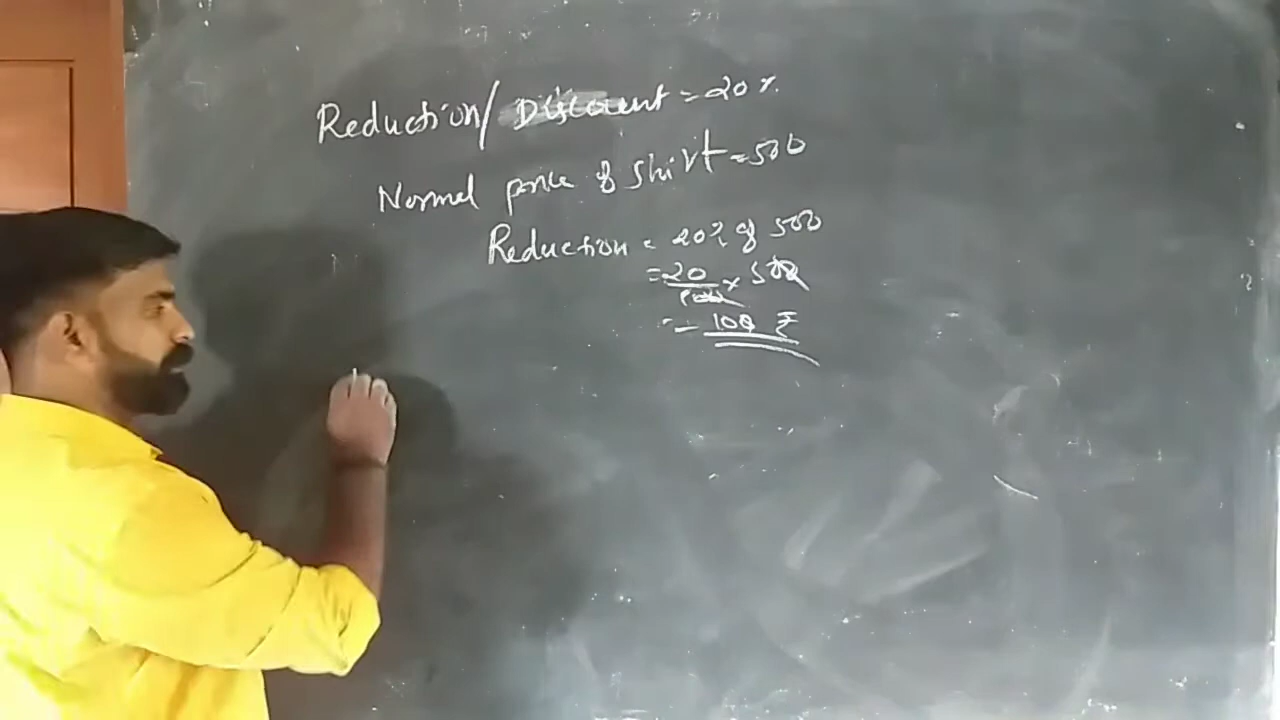 Reduction/ Discount = 20%
Normal price of shirt = 500
Reduction = 20% of 500
= 20/100 × 500
= 100 ₹